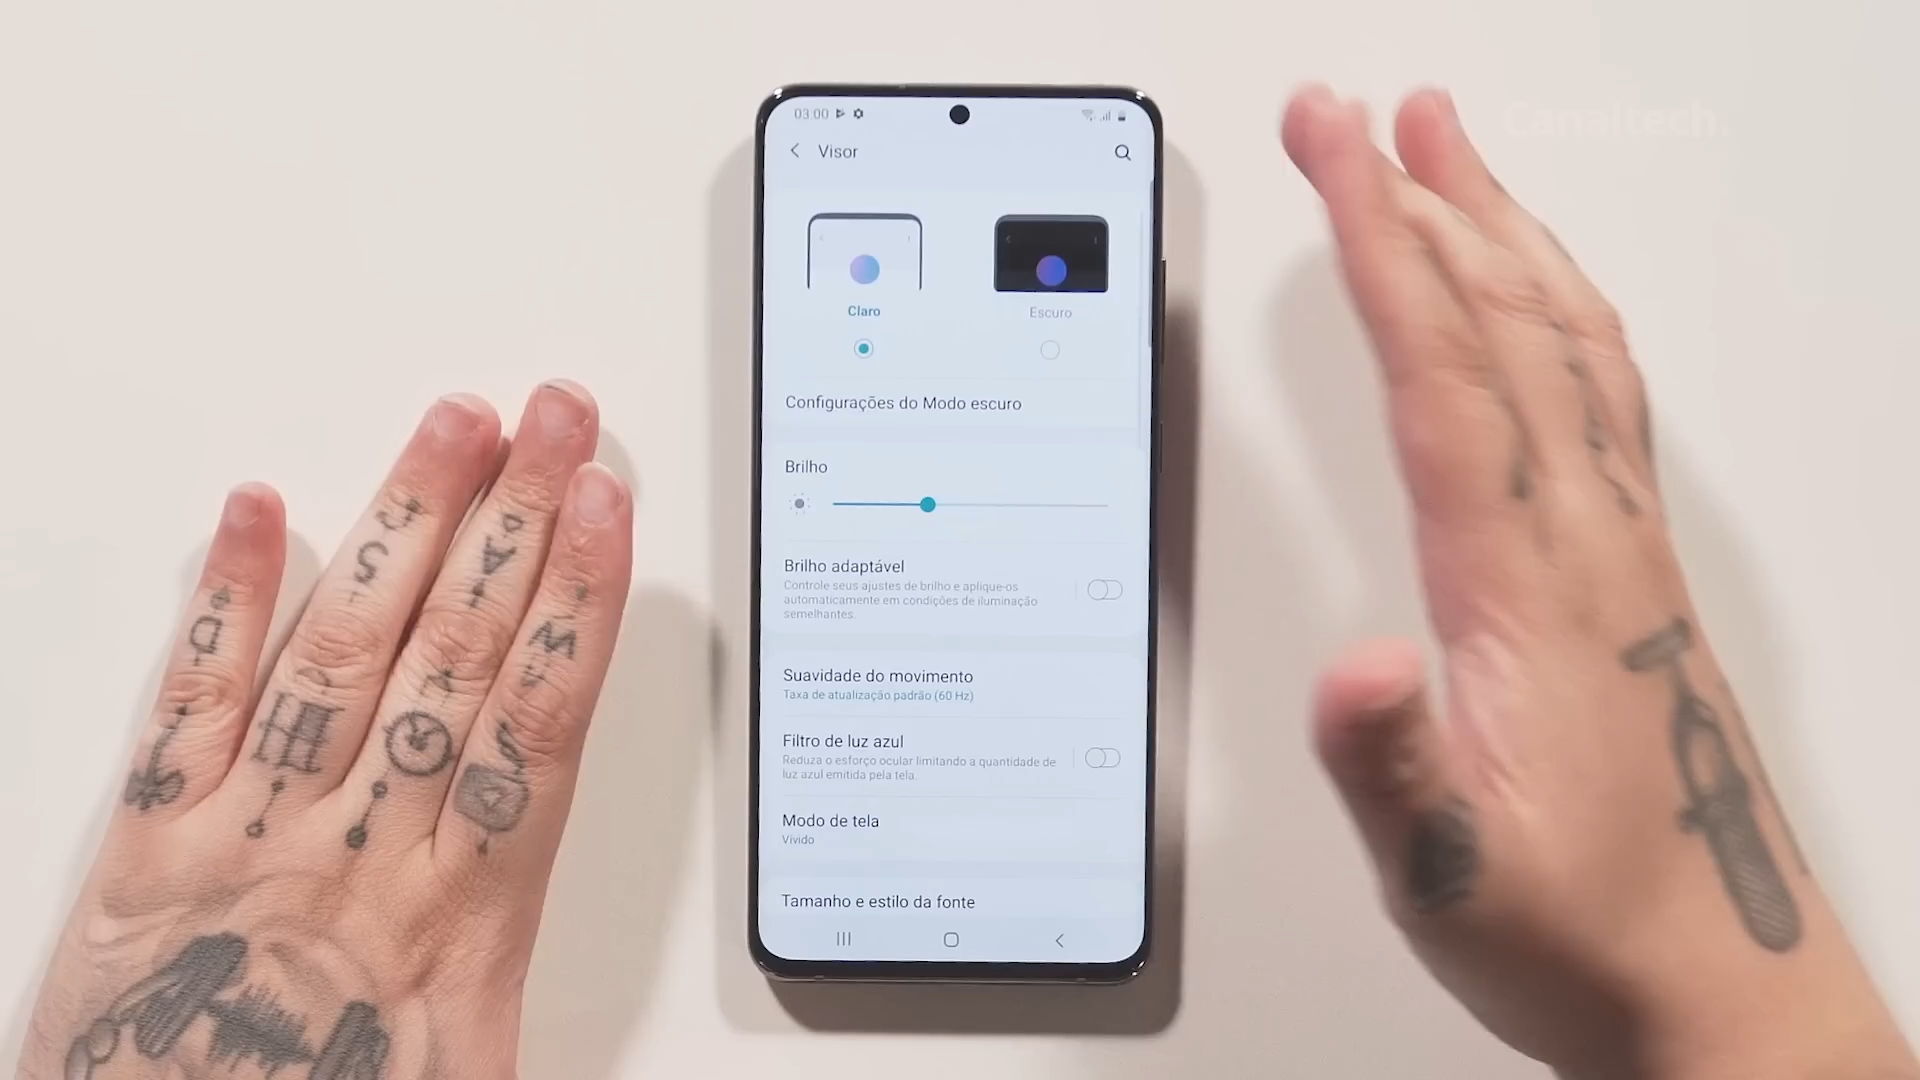 Canaltech.
03:00
Visor
Claro
Escuro
Configurações do Modo escuro
Brilho
Brilho adaptável
Controle seus ajustes de brilho e aplique-os
automaticamente em condições de iluminação
semelhantes.
Suavidade do movimento
Taxa de atualização padrão (60 Hz)
Filtro de luz azul
Reduza o esforço ocular limitando a quantidade de
luz azul emitida pela tela.
Modo de tela
Vívido
Tamanho e estilo da fonte